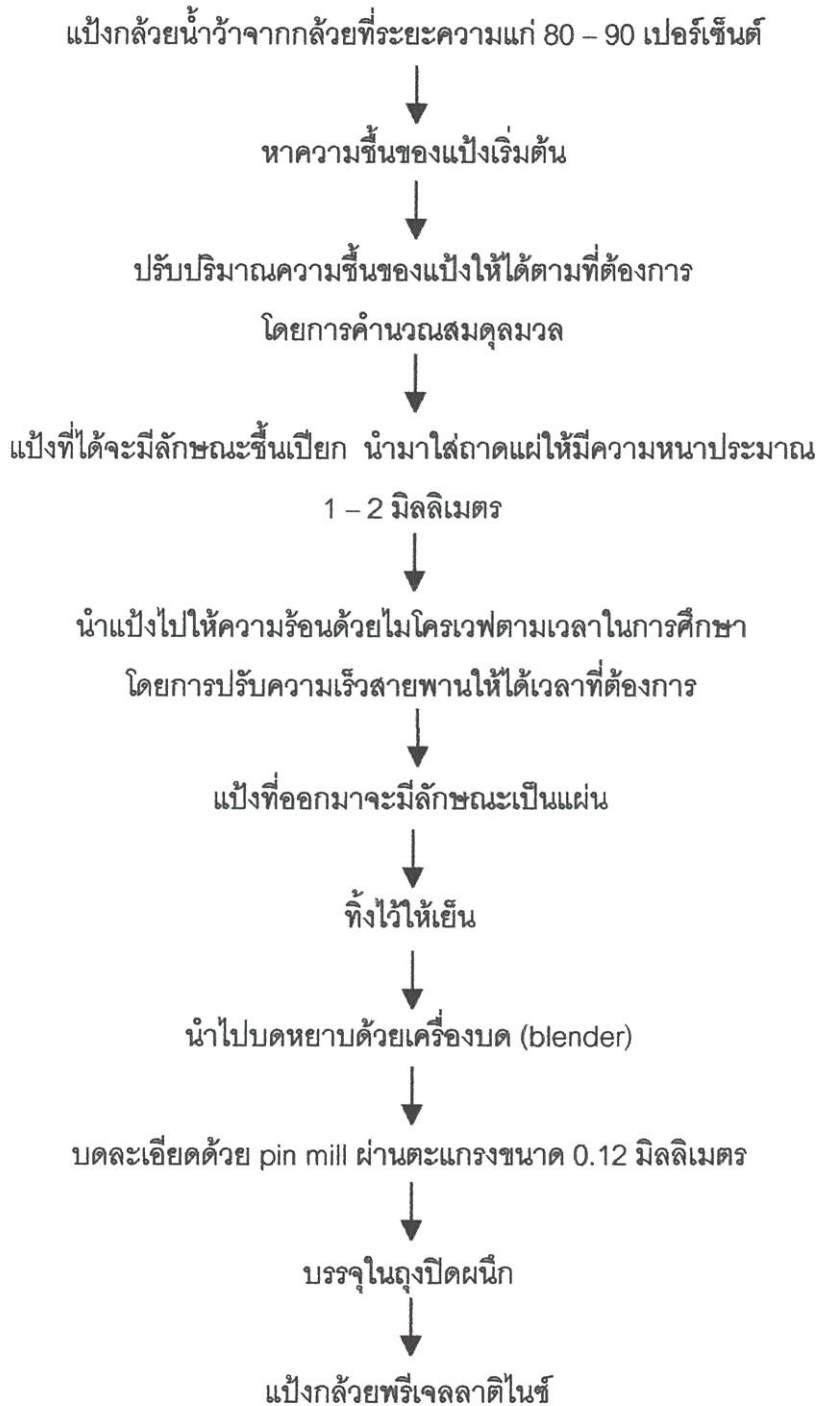 แป้งกล้วยน้ำว้าจากกล้วยที่ระยะความแก่ 80 – 90 เปอร์เซ็นต์
หาความชื้นของแป้งเริ่มต้น
ปรับปริมาณความชื้นของแป้งให้ได้ตามที่ต้องการ
โดยการคำนวณสมดุลมวล
แป้งที่ได้จะมีลักษณะชื้นเปียก นำมาใส่ถาดแผ่ให้มีความหนาประมาณ
1 – 2 มิลลิเมตร
นำแป้งไปให้ความร้อนด้วยไมโครเวฟตามเวลาในการศึกษา
โดยการปรับความเร็วสายพานให้ได้เวลาที่ต้องการ
แป้งที่ออกมาจะมีลักษณะเป็นแผ่น
ทิ้งไว้ให้เย็น
นำไปบดหยาบด้วยเครื่องบด (blender)
บดละเอียดด้วย pin mill ผ่านตะแกรงขนาด 0.12 มิลลิเมตร
บรรจุในถุงปิดผนึก
แป้งกล้วยพรีเจลลาติไนซ์